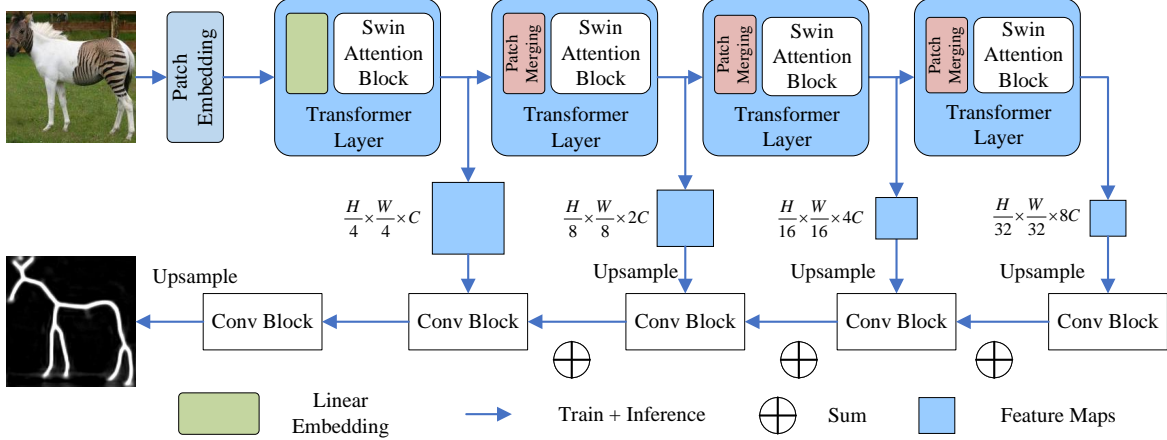 Patch
Embedding
Swin
Attention
Block
Transformer
Layer
Patch
Merging
Swin
Attention
Block
Transformer
Layer
Patch
Merging
Swin
Attention
Block
Transformer
Layer
Patch
Merging
Swin
Attention
Block
Transformer
Layer
H/4 × W/4 × C
H/8 × W/8 × 2C
H/16 × W/16 × 4C
H/32 × W/32 × 8C
Upsample
Upsample
Upsample
Upsample
Conv Block
Conv Block
Conv Block
Conv Block
Conv Block
Linear
Embedding
Train + Inference
Sum
Feature Maps